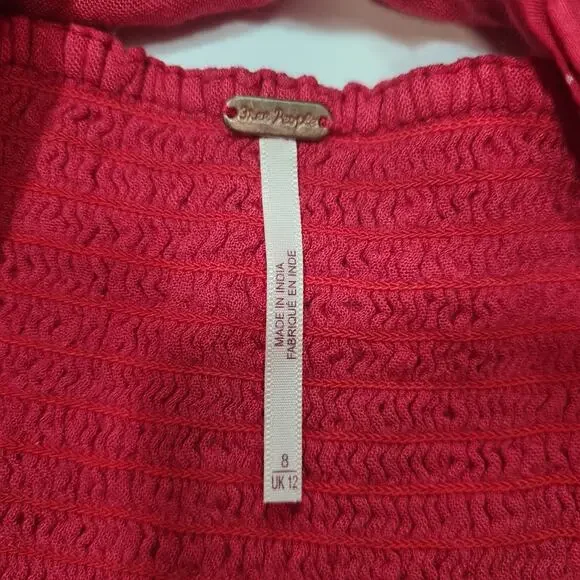 Free People
MADE IN INDIA
FABRIQUÉ EN INDE
8
UK 12